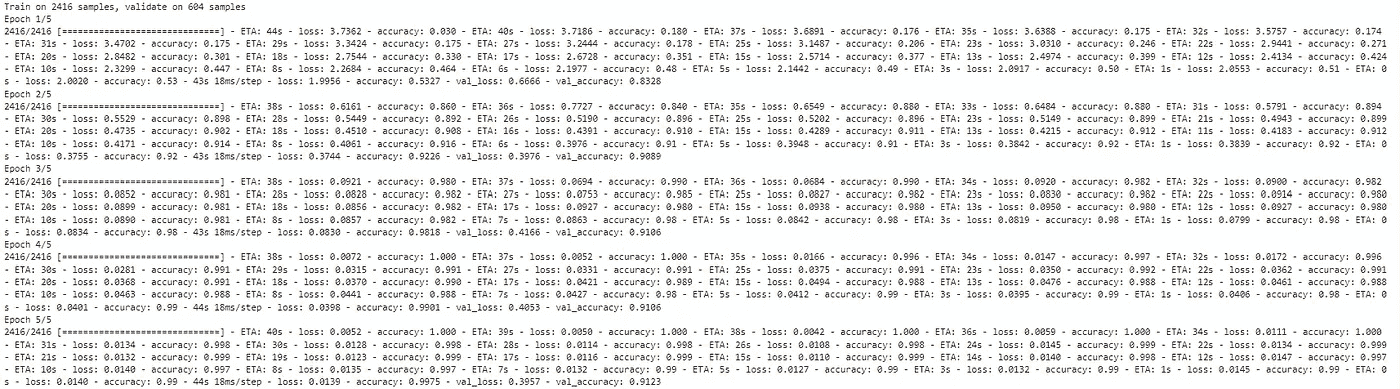 Train on 2416 samples, validate on 604 samples
Epoch 1/5
2416/2416 [==============================] - ETA: 44s - loss: 3.7362 - accuracy: 0.030 - ETA: 40s - loss: 3.7186 - accuracy: 0.180 - ETA: 37s - loss: 3.6891 - accuracy: 0.176 - ETA: 35s - loss: 3.6388 - accuracy: 0.175 - ETA: 32s - loss: 3.5757 - accuracy: 0.174
- ETA: 31s - loss: 3.4702 - accuracy: 0.175 - ETA: 29s - loss: 3.3424 - accuracy: 0.175 - ETA: 27s - loss: 3.2444 - accuracy: 0.178 - ETA: 25s - loss: 3.1487 - accuracy: 0.206 - ETA: 23s - loss: 3.0310 - accuracy: 0.246 - ETA: 22s - loss: 2.9441 - accuracy: 0.271
- ETA: 20s - loss: 2.8482 - accuracy: 0.301 - ETA: 18s - loss: 2.7544 - accuracy: 0.330 - ETA: 17s - loss: 2.6728 - accuracy: 0.351 - ETA: 15s - loss: 2.5714 - accuracy: 0.377 - ETA: 13s - loss: 2.4974 - accuracy: 0.399 - ETA: 12s - loss: 2.4134 - accuracy: 0.424
- ETA: 10s - loss: 2.3299 - accuracy: 0.447 - ETA: 8s - loss: 2.2684 - accuracy: 0.464 - ETA: 6s - loss: 2.1977 - accuracy: 0.48 - ETA: 5s - loss: 2.1442 - accuracy: 0.49 - ETA: 3s - loss: 2.0917 - accuracy: 0.50 - ETA: 1s - loss: 2.0553 - accuracy: 0.51 - ETA: 0
s - loss: 2.0020 - accuracy: 0.53 - 43s 18ms/step - loss: 1.9956 - accuracy: 0.5327 - val_loss: 0.6666 - val_accuracy: 0.8328
Epoch 2/5
2416/2416 [==============================] - ETA: 38s - loss: 0.6161 - accuracy: 0.860 - ETA: 36s - loss: 0.7727 - accuracy: 0.840 - ETA: 35s - loss: 0.6549 - accuracy: 0.880 - ETA: 33s - loss: 0.6484 - accuracy: 0.880 - ETA: 31s - loss: 0.5791 - accuracy: 0.894
- ETA: 30s - loss: 0.5529 - accuracy: 0.898 - ETA: 28s - loss: 0.5449 - accuracy: 0.892 - ETA: 26s - loss: 0.5190 - accuracy: 0.896 - ETA: 25s - loss: 0.5202 - accuracy: 0.896 - ETA: 23s - loss: 0.5149 - accuracy: 0.899 - ETA: 21s - loss: 0.4943 - accuracy: 0.899
- ETA: 20s - loss: 0.4735 - accuracy: 0.902 - ETA: 18s - loss: 0.4510 - accuracy: 0.908 - ETA: 16s - loss: 0.4391 - accuracy: 0.910 - ETA: 15s - loss: 0.4289 - accuracy: 0.911 - ETA: 13s - loss: 0.4215 - accuracy: 0.912 - ETA: 11s - loss: 0.4183 - accuracy: 0.912
- ETA: 10s - loss: 0.4171 - accuracy: 0.914 - ETA: 8s - loss: 0.4061 - accuracy: 0.916 - ETA: 6s - loss: 0.3976 - accuracy: 0.91 - ETA: 5s - loss: 0.3948 - accuracy: 0.91 - ETA: 3s - loss: 0.3842 - accuracy: 0.92 - ETA: 1s - loss: 0.3839 - accuracy: 0.92 - ETA: 0
s - loss: 0.3755 - accuracy: 0.92 - 43s 18ms/step - loss: 0.3744 - accuracy: 0.9226 - val_loss: 0.3976 - val_accuracy: 0.9089
Epoch 3/5
2416/2416 [==============================] - ETA: 38s - loss: 0.0921 - accuracy: 0.980 - ETA: 37s - loss: 0.0694 - accuracy: 0.990 - ETA: 36s - loss: 0.0684 - accuracy: 0.990 - ETA: 34s - loss: 0.0920 - accuracy: 0.982 - ETA: 32s - loss: 0.0900 - accuracy: 0.982
- ETA: 30s - loss: 0.0852 - accuracy: 0.981 - ETA: 28s - loss: 0.0828 - accuracy: 0.982 - ETA: 27s - loss: 0.0753 - accuracy: 0.985 - ETA: 25s - loss: 0.0827 - accuracy: 0.982 - ETA: 23s - loss: 0.0830 - accuracy: 0.982 - ETA: 22s - loss: 0.0914 - accuracy: 0.980
- ETA: 20s - loss: 0.0899 - accuracy: 0.981 - ETA: 18s - loss: 0.0856 - accuracy: 0.982 - ETA: 17s - loss: 0.0927 - accuracy: 0.980 - ETA: 15s - loss: 0.0938 - accuracy: 0.980 - ETA: 13s - loss: 0.0950 - accuracy: 0.980 - ETA: 12s - loss: 0.0927 - accuracy: 0.980
- ETA: 10s - loss: 0.0890 - accuracy: 0.981 - ETA: 8s - loss: 0.0857 - accuracy: 0.982 - ETA: 7s - loss: 0.0863 - accuracy: 0.98 - ETA: 5s - loss: 0.0842 - accuracy: 0.98 - ETA: 3s - loss: 0.0819 - accuracy: 0.98 - ETA: 1s - loss: 0.0799 - accuracy: 0.98 - ETA: 0
s - loss: 0.0834 - accuracy: 0.98 - 43s 18ms/step - loss: 0.0830 - accuracy: 0.9818 - val_loss: 0.4166 - val_accuracy: 0.9106
Epoch 4/5
2416/2416 [==============================] - ETA: 38s - loss: 0.0072 - accuracy: 1.000 - ETA: 37s - loss: 0.0052 - accuracy: 1.000 - ETA: 35s - loss: 0.0166 - accuracy: 0.996 - ETA: 34s - loss: 0.0147 - accuracy: 0.997 - ETA: 32s - loss: 0.0172 - accuracy: 0.996
- ETA: 30s - loss: 0.0281 - accuracy: 0.991 - ETA: 29s - loss: 0.0315 - accuracy: 0.991 - ETA: 27s - loss: 0.0331 - accuracy: 0.991 - ETA: 25s - loss: 0.0375 - accuracy: 0.991 - ETA: 23s - loss: 0.0350 - accuracy: 0.992 - ETA: 22s - loss: 0.0362 - accuracy: 0.991
- ETA: 20s - loss: 0.0368 - accuracy: 0.991 - ETA: 18s - loss: 0.0370 - accuracy: 0.990 - ETA: 17s - loss: 0.0421 - accuracy: 0.989 - ETA: 15s - loss: 0.0494 - accuracy: 0.988 - ETA: 13s - loss: 0.0476 - accuracy: 0.988 - ETA: 12s - loss: 0.0461 - accuracy: 0.988
- ETA: 10s - loss: 0.0463 - accuracy: 0.988 - ETA: 8s - loss: 0.0441 - accuracy: 0.988 - ETA: 7s - loss: 0.0427 - accuracy: 0.98 - ETA: 5s - loss: 0.0412 - accuracy: 0.99 - ETA: 3s - loss: 0.0395 - accuracy: 0.99 - ETA: 1s - loss: 0.0406 - accuracy: 0.98 - ETA: 0
s - loss: 0.0401 - accuracy: 0.99 - 44s 18ms/step - loss: 0.0398 - accuracy: 0.9901 - val_loss: 0.4053 - val_accuracy: 0.9106
Epoch 5/5
2416/2416 [==============================] - ETA: 40s - loss: 0.0052 - accuracy: 1.000 - ETA: 39s - loss: 0.0050 - accuracy: 1.000 - ETA: 38s - loss: 0.0042 - accuracy: 1.000 - ETA: 36s - loss: 0.0059 - accuracy: 1.000 - ETA: 34s - loss: 0.0111 - accuracy: 1.000
- ETA: 31s - loss: 0.0134 - accuracy: 0.998 - ETA: 30s - loss: 0.0128 - accuracy: 0.998 - ETA: 28s - loss: 0.0114 - accuracy: 0.998 - ETA: 26s - loss: 0.0108 - accuracy: 0.998 - ETA: 24s - loss: 0.0145 - accuracy: 0.999 - ETA: 22s - loss: 0.0134 - accuracy: 0.999
- ETA: 21s - loss: 0.0132 - accuracy: 0.999 - ETA: 19s - loss: 0.0123 - accuracy: 0.999 - ETA: 17s - loss: 0.0116 - accuracy: 0.999 - ETA: 15s - loss: 0.0110 - accuracy: 0.999 - ETA: 14s - loss: 0.0140 - accuracy: 0.998 - ETA: 12s - loss: 0.0147 - accuracy: 0.997
- ETA: 10s - loss: 0.0140 - accuracy: 0.997 - ETA: 8s - loss: 0.0135 - accuracy: 0.997 - ETA: 7s - loss: 0.0132 - accuracy: 0.99 - ETA: 5s - loss: 0.0127 - accuracy: 0.99 - ETA: 3s - loss: 0.0132 - accuracy: 0.99 - ETA: 1s - loss: 0.0145 - accuracy: 0.99 - ETA: 0
s - loss: 0.0140 - accuracy: 0.99 - 44s 18ms/step - loss: 0.0139 - accuracy: 0.9975 - val_loss: 0.3957 - val_accuracy: 0.9123